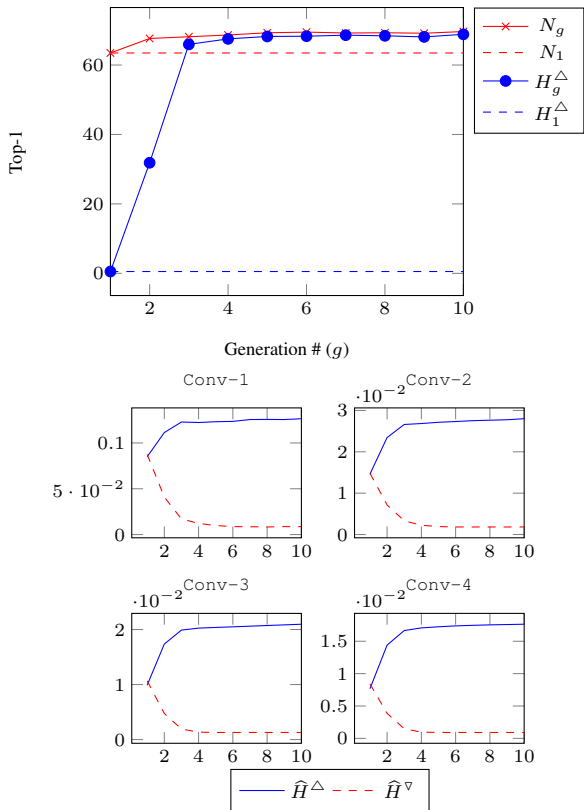 60
40
20
0
2 4 6 8 10
Top-1
Generation # (g)
N_g
N_1
H_g^△
H_1^△
Conv-1
0.1
5 · 10^−2
0
2 4 6 8 10
Conv-2
·10^−2
3
2
1
0
2 4 6 8 10
Conv-3
·10^−2
2
1
0
2 4 6 8 10
Conv-4
·10^−2
1.5
1
0.5
0
2 4 6 8 10
Ĥ^△ Ĥ^▽